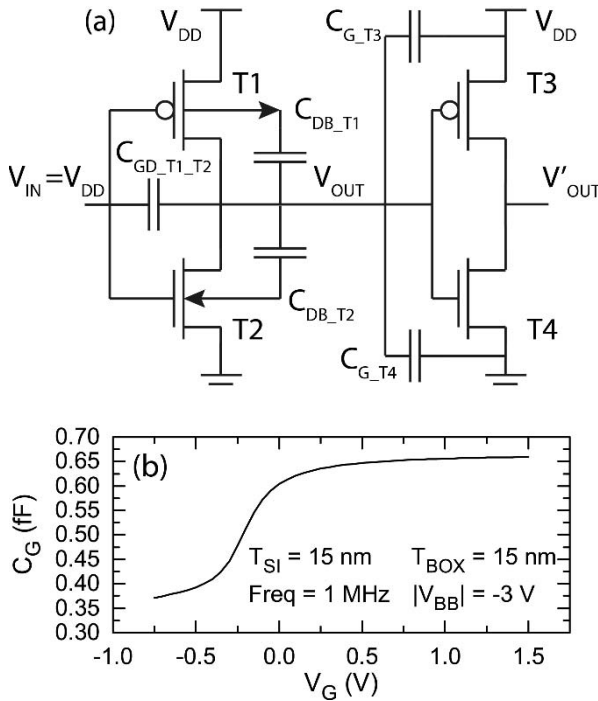 (a)
V_DD
C_G_T3
V_DD
T1
T3
C_DB_T1
C_GD_T1_T2
V_IN =V_DD
V_OUT
V'_OUT
C_DB_T2
T2
T4
C_G_T4
(b)
0.70
0.65
0.60
0.55
0.50
0.45
0.40
0.35
0.30
C_G (fF)
T_SI = 15 nm T_BOX = 15 nm
Freq = 1 MHz |V_BB| = -3 V
-1.0 -0.5 0.0 0.5 1.0 1.5
V_G (V)